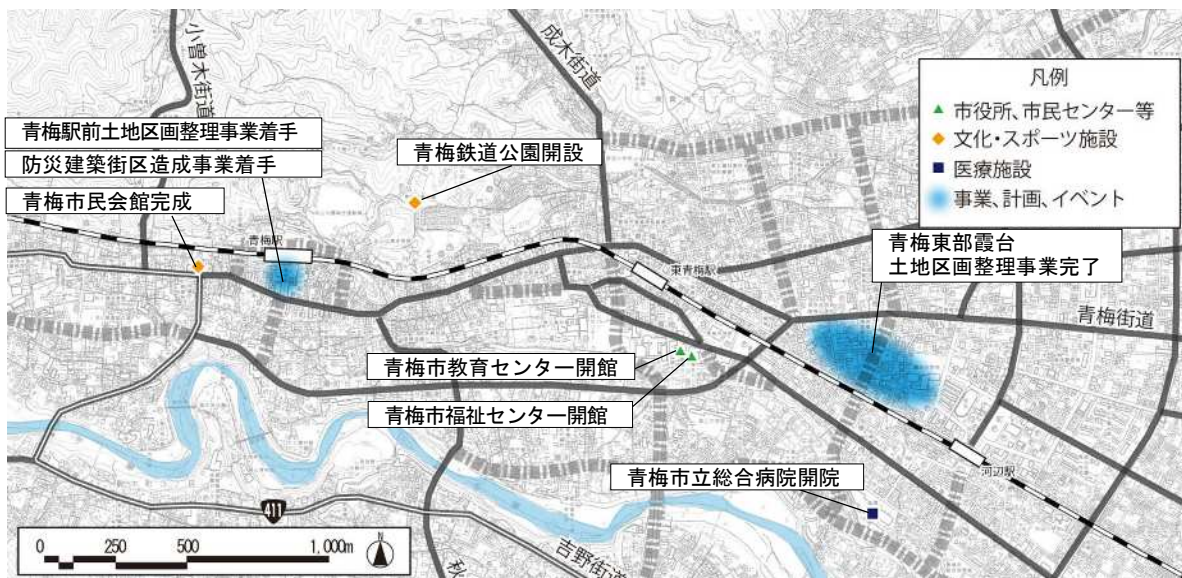 小曽木街道
成木街道
凡例
市役所、市民センター等
文化・スポーツ施設
医療施設
事業、計画、イベント
青梅駅前土地区画整理事業着手
防災建築街区造成事業着手
青梅市民会館完成
青梅鉄道公園開設
青梅駅
東青梅駅
青梅東部霞台
土地区画整理事業完了
青梅街道
青梅市教育センター開館
青梅市福祉センター開館
河辺駅
青梅市立総合病院開院
411
吉野街道
秋
0 250 500 1,000m
N